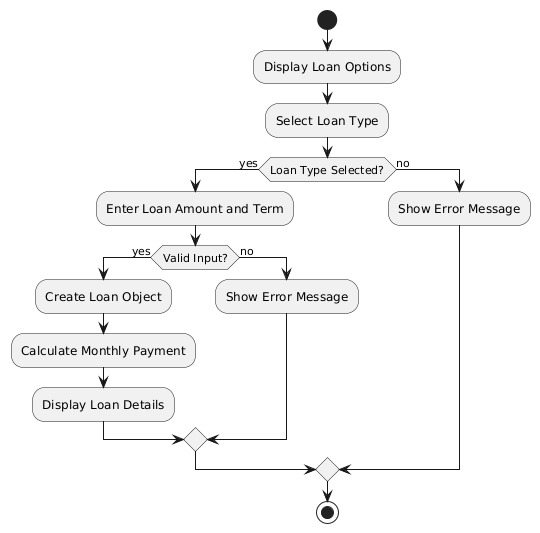 Display Loan Options
Select Loan Type
yes
Loan Type Selected?
no
Enter Loan Amount and Term
Show Error Message
yes
Valid Input?
no
Create Loan Object
Show Error Message
Calculate Monthly Payment
Display Loan Details